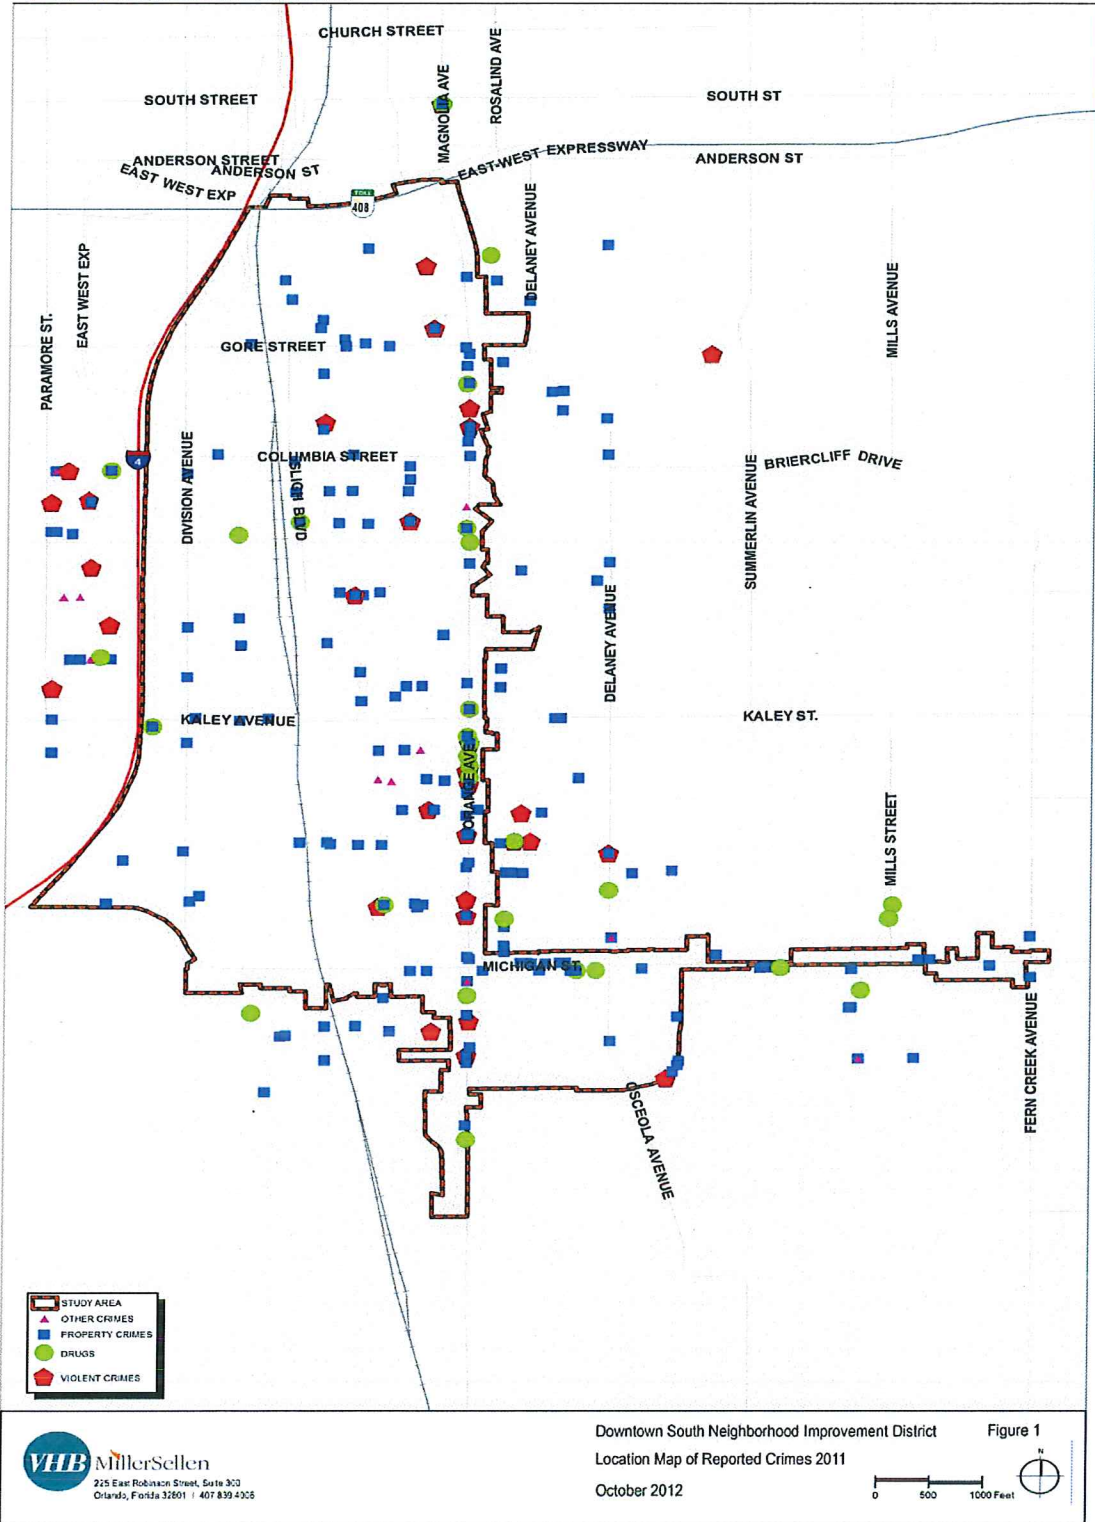 CHURCH STREET
ROSALIND AVE
MAGNOLIA AVE
SOUTH STREET
SOUTH ST
ANDERSON STREET
ANDERSON ST
EAST WEST EXP
EAST-WEST EXPRESSWAY
ANDERSON ST
TOLL
408
DELANEY AVENUE
EAST WEST EXP
PARAMORE ST.
MILLS AVENUE
GORE STREET
DIVISION AVENUE
4
COLUMBIA STREET
SLIGH BLVD
BRIERCLIFF DRIVE
SUMMERLIN AVENUE
DELANEY AVENUE
KALEY AVENUE
KALEY ST.
ORANGE AVE
MILLS STREET
MICHIGAN ST.
FERN CREEK AVENUE
OSCEOLA AVENUE
STUDY AREA
OTHER CRIMES
PROPERTY CRIMES
DRUGS
VIOLENT CRIMES
VHB MillerSellen
225 East Robinson Street, Suite 300
Orlando, Florida 32801 / 407 839 4006
Downtown South Neighborhood Improvement District
Figure 1
Location Map of Reported Crimes 2011
October 2012
0 500 1000 Feet
N